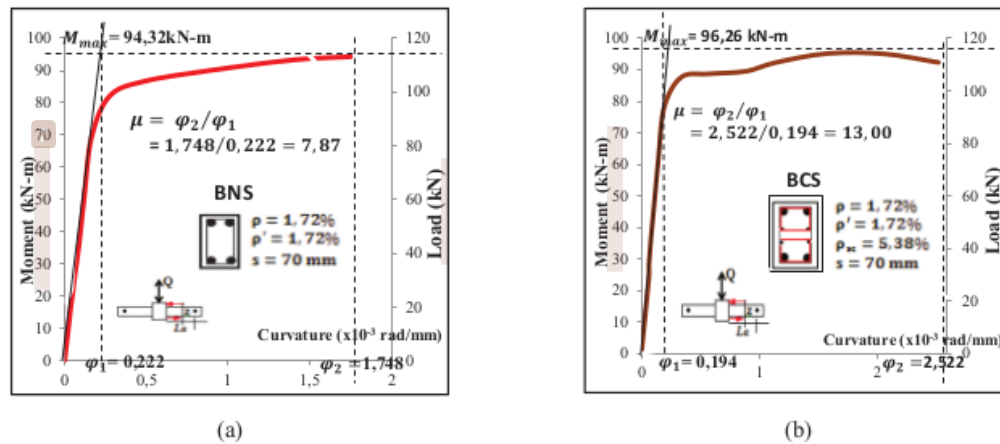 M_max = 94,32kN-m
100
90
80
70
60
50
40
30
20
10
0
Moment (kN-m)
120
100
80
60
40
20
0
Load (kN)
μ = φ₂/φ₁
= 1,748/0,222 = 7,87
BNS
ρ = 1,72%
ρ' = 1,72%
s = 70 mm
Q
z
La
Curvature (x10⁻³ rad/mm)
φ₁= 0,222
φ₂ =1,748
0
0,5
1
1,5
2
(a)
M_max = 96,26 kN-m
100
90
80
70
60
50
40
30
20
10
0
Moment (kN-m)
120
100
80
60
40
20
0
Load (kN)
μ = φ₂/φ₁
= 2,522/0,194 = 13,00
BCS
ρ = 1,72%
ρ' = 1,72%
ρsc = 5,38%
s = 70 mm
Q
z
La
Curvature (x10⁻³ rad/mm)
φ₁=0,194
φ₂ = 2,522
0
1
2
(b)